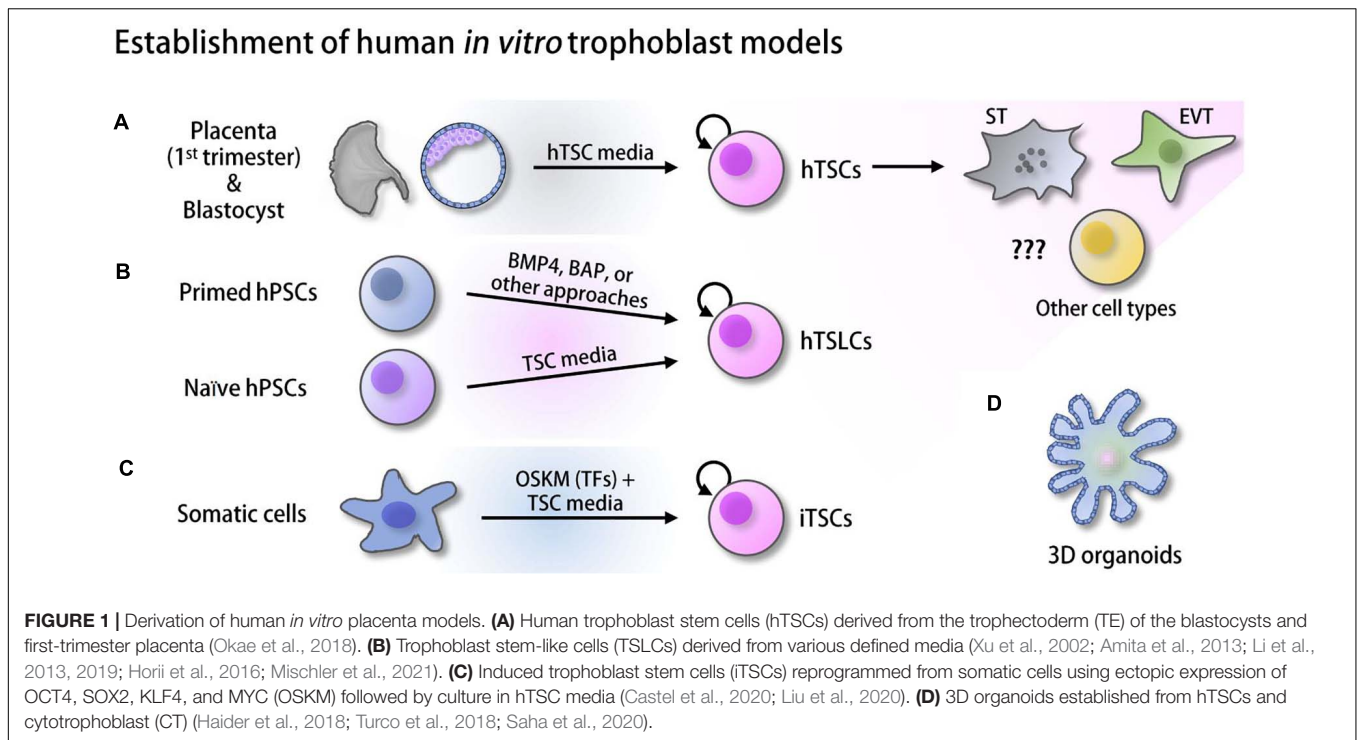 Establishment of human in vitro trophoblast models
A
Placenta
(1st trimester)
&
Blastocyst
hTSC media
hTSCs
ST
EVT
???
Other cell types
B
Primed hPSCs
BMP4, BAP, or
other approaches
hTSLCs
Naïve hPSCs
TSC media
C
Somatic cells
OSKM (TFs) +
TSC media
iTSCs
D
3D organoids
FIGURE 1 | Derivation of human in vitro placenta models. (A) Human trophoblast stem cells (hTSCs) derived from the trophectoderm (TE) of the blastocysts and
first-trimester placenta (Okae et al., 2018). (B) Trophoblast stem-like cells (TSLCs) derived from various defined media (Xu et al., 2002; Amita et al., 2013; Li et al.,
2013, 2019; Horii et al., 2016; Mischler et al., 2021). (C) Induced trophoblast stem cells (iTSCs) reprogrammed from somatic cells using ectopic expression of
OCT4, SOX2, KLF4, and MYC (OSKM) followed by culture in hTSC media (Castel et al., 2020; Liu et al., 2020). (D) 3D organoids established from hTSCs and
cytotrophoblast (CT) (Haider et al., 2018; Turco et al., 2018; Saha et al., 2020).